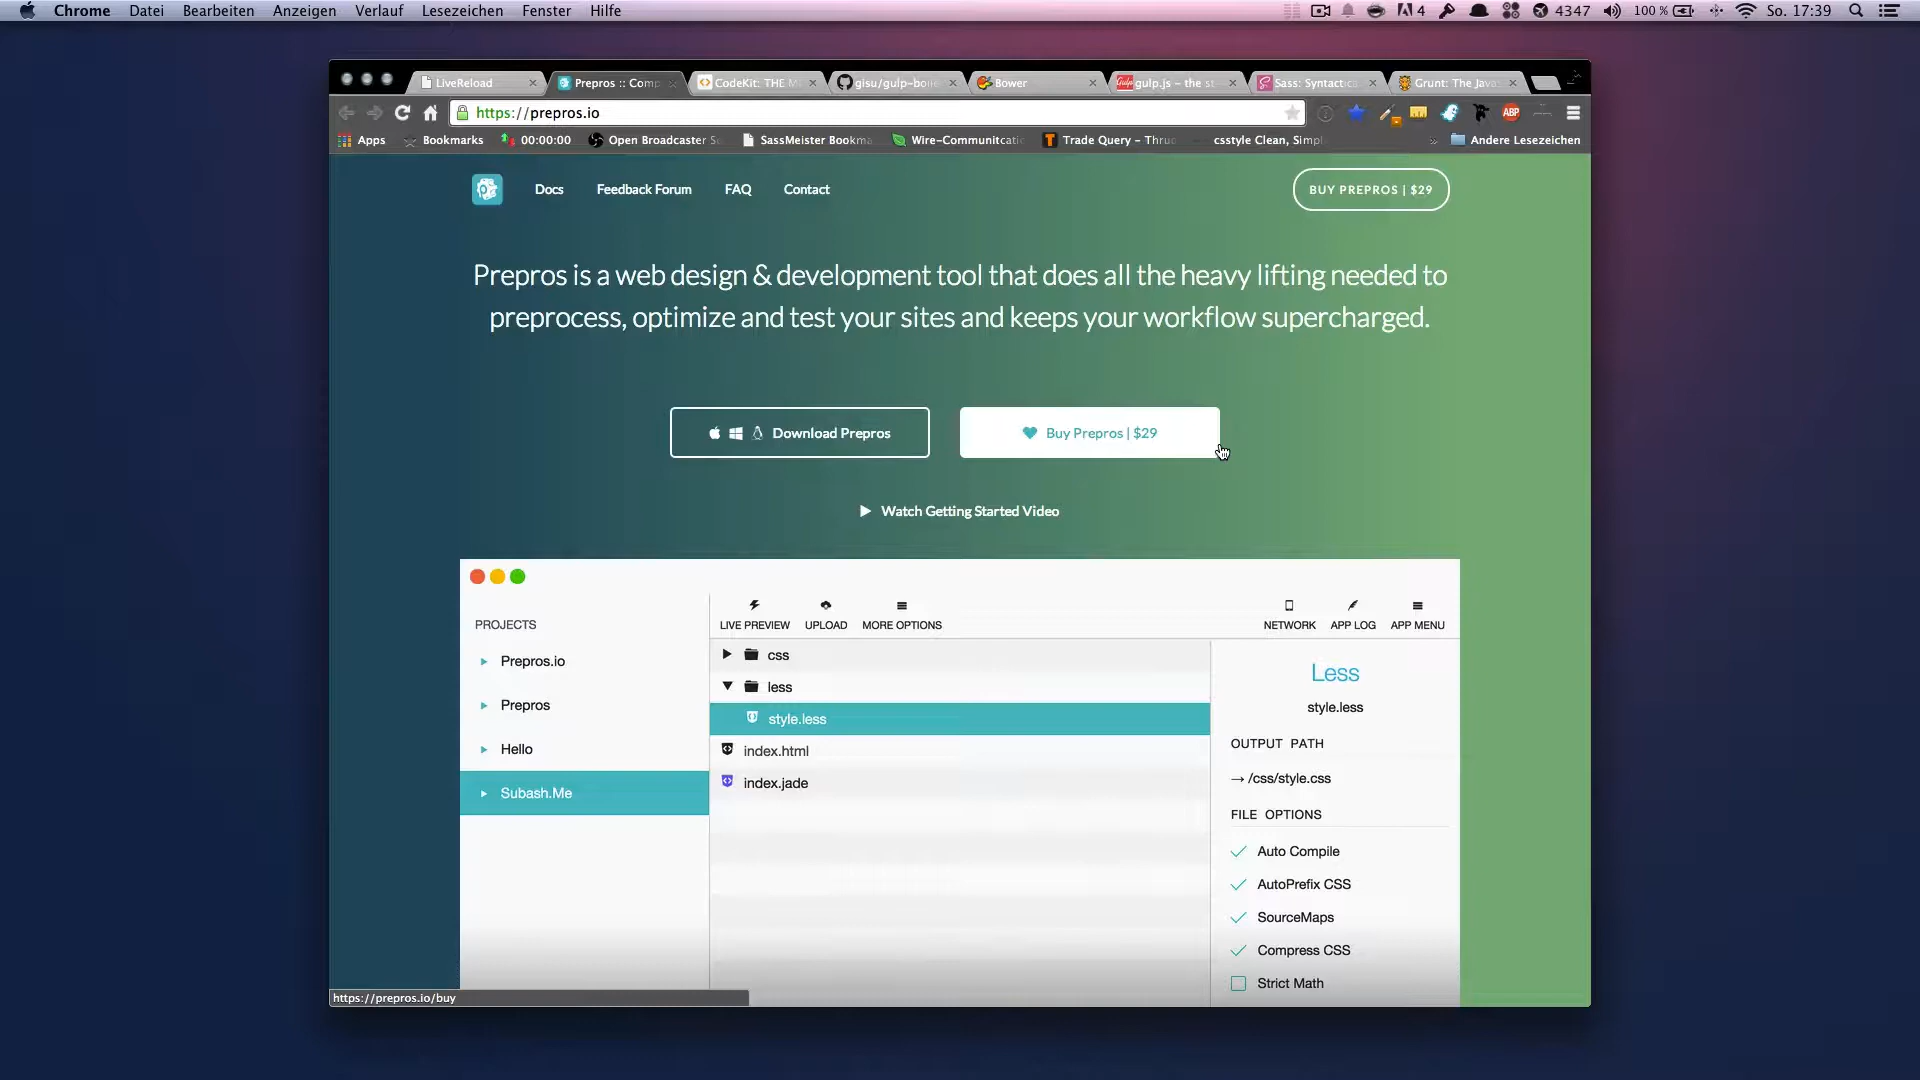 Chrome Datei Bearbeiten Anzeigen Verlauf Lesezeichen Fenster Hilfe 4 4347 100 % So. 17:39
LiveReload Prepros :: Comp CodeKit: THE M gisu/gulp-boile Bower gulp.js – the st Sass: Syntactica Grunt: The Java
https://prepros.io ABP
Apps Bookmarks 00:00:00 Open Broadcaster S SassMeister Bookma Wire-Communitcatio Trade Query - Thru csstyle Clean, Simpl » Andere Lesezeichen
Docs Feedback Forum FAQ Contact BUY PREPROS | $29
Prepros is a web design & development tool that does all the heavy lifting needed to
preprocess, optimize and test your sites and keeps your workflow supercharged.
Download Prepros Buy Prepros | $29
Watch Getting Started Video
PROJECTS
Prepros.io
Prepros
Hello
Subash.Me
LIVE PREVIEW UPLOAD MORE OPTIONS NETWORK APP LOG APP MENU
css
less
style.less
index.html
index.jade
Less
style.less
OUTPUT PATH
→ /css/style.css
FILE OPTIONS
Auto Compile
AutoPrefix CSS
SourceMaps
Compress CSS
Strict Math
https://prepros.io/buy